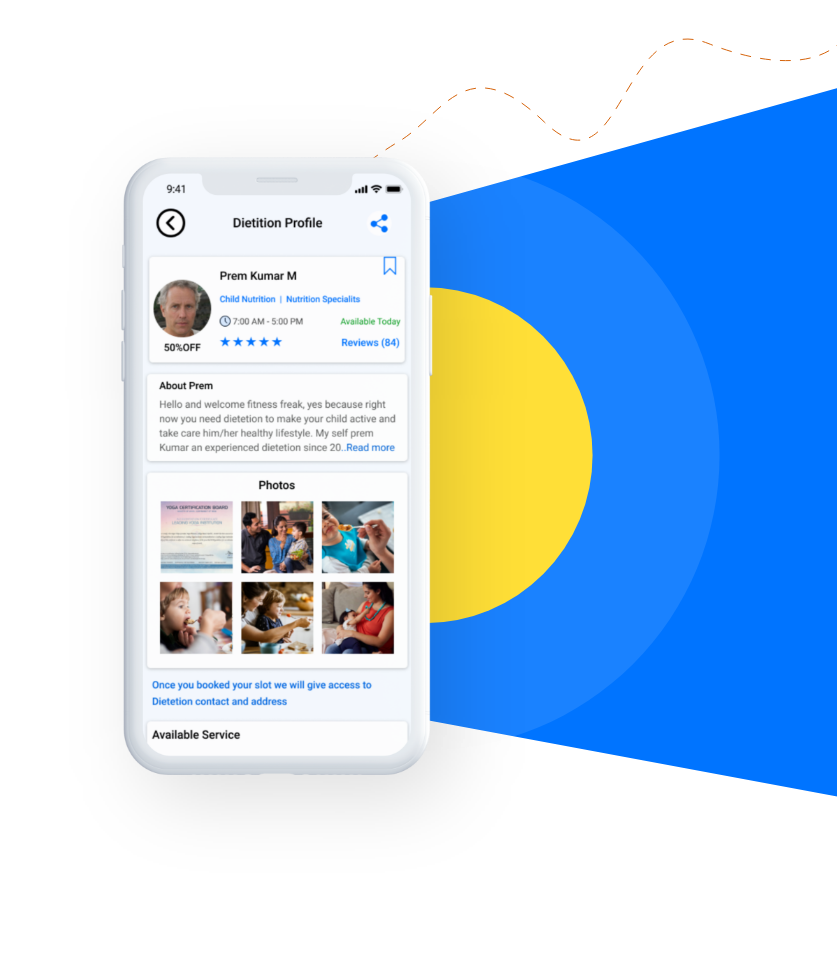 9:41
Dietition Profile
Prem Kumar M
Child Nutrition | Nutrition Specialits
7:00 AM - 5:00 PM
Available Today
50%OFF
Reviews (84)
About Prem
Hello and welcome fitness freak, yes because right
now you need dietetion to make your child active and
take care him/her healthy lifestyle. My self prem
Kumar an experienced dietetion since 20..Read more
Photos
YOGA CERTIFICATION BOARD
Once you booked your slot we will give access to
Dietetion contact and address
Available Service